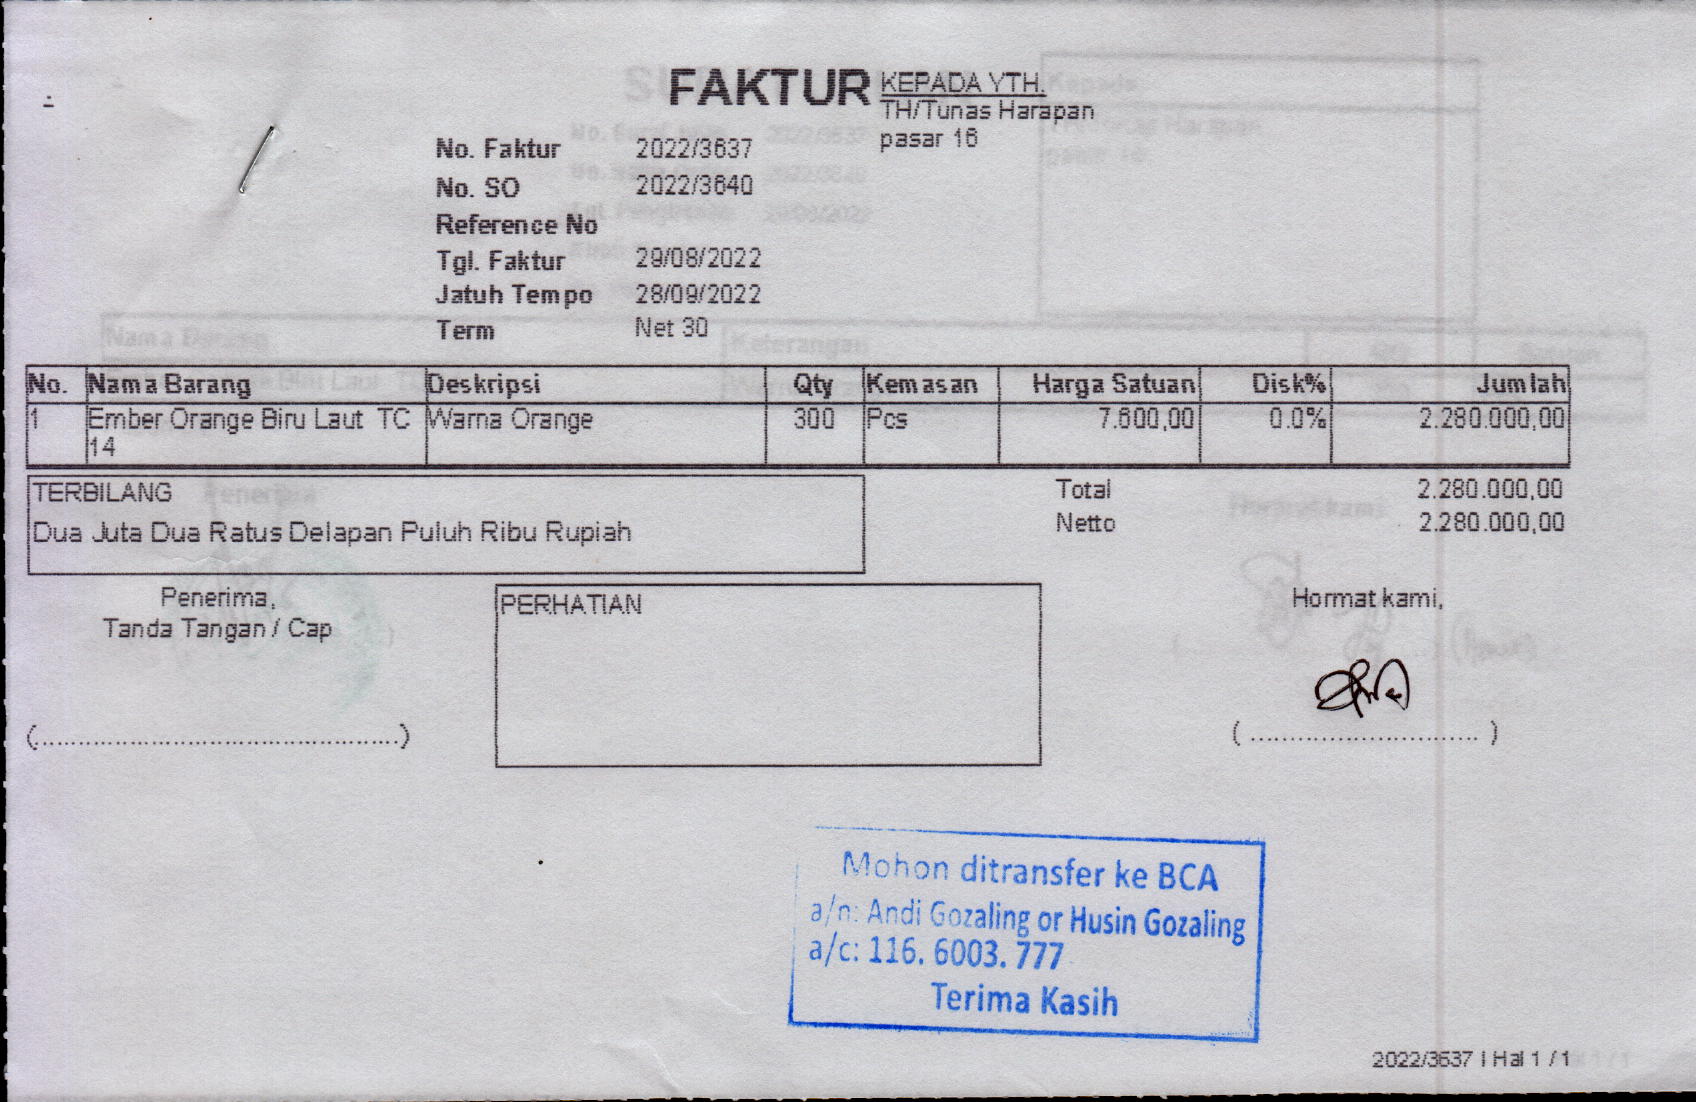 FAKTUR
KEPADA YTH.
TH/Tunas Harapan
pasar 16
No. Faktur 2022/3637
No. SO 2022/3640
Reference No
Tgl. Faktur 29/08/2022
Jatuh Tempo 28/09/2022
Term Net 30
No. Nama Barang Deskripsi Qty Kemasan Harga Satuan Disk% Jumlah
1 Ember Orange Biru Laut TC Warna Orange 300 Pcs 7.600,00 0.0% 2.280.000,00
14
TERBILANG
Dua Juta Dua Ratus Delapan Puluh Ribu Rupiah
Total 2.280.000,00
Netto 2.280.000,00
Penerima,
Tanda Tangan / Cap
(................................................)
PERHATIAN
Hormat kami,
( ............................ )
Mohon ditransfer ke BCA
a/n: Andi Gozaling or Husin Gozaling
a/c: 116. 6003. 777
Terima Kasih
2022/3637 | Hal 1 / 1